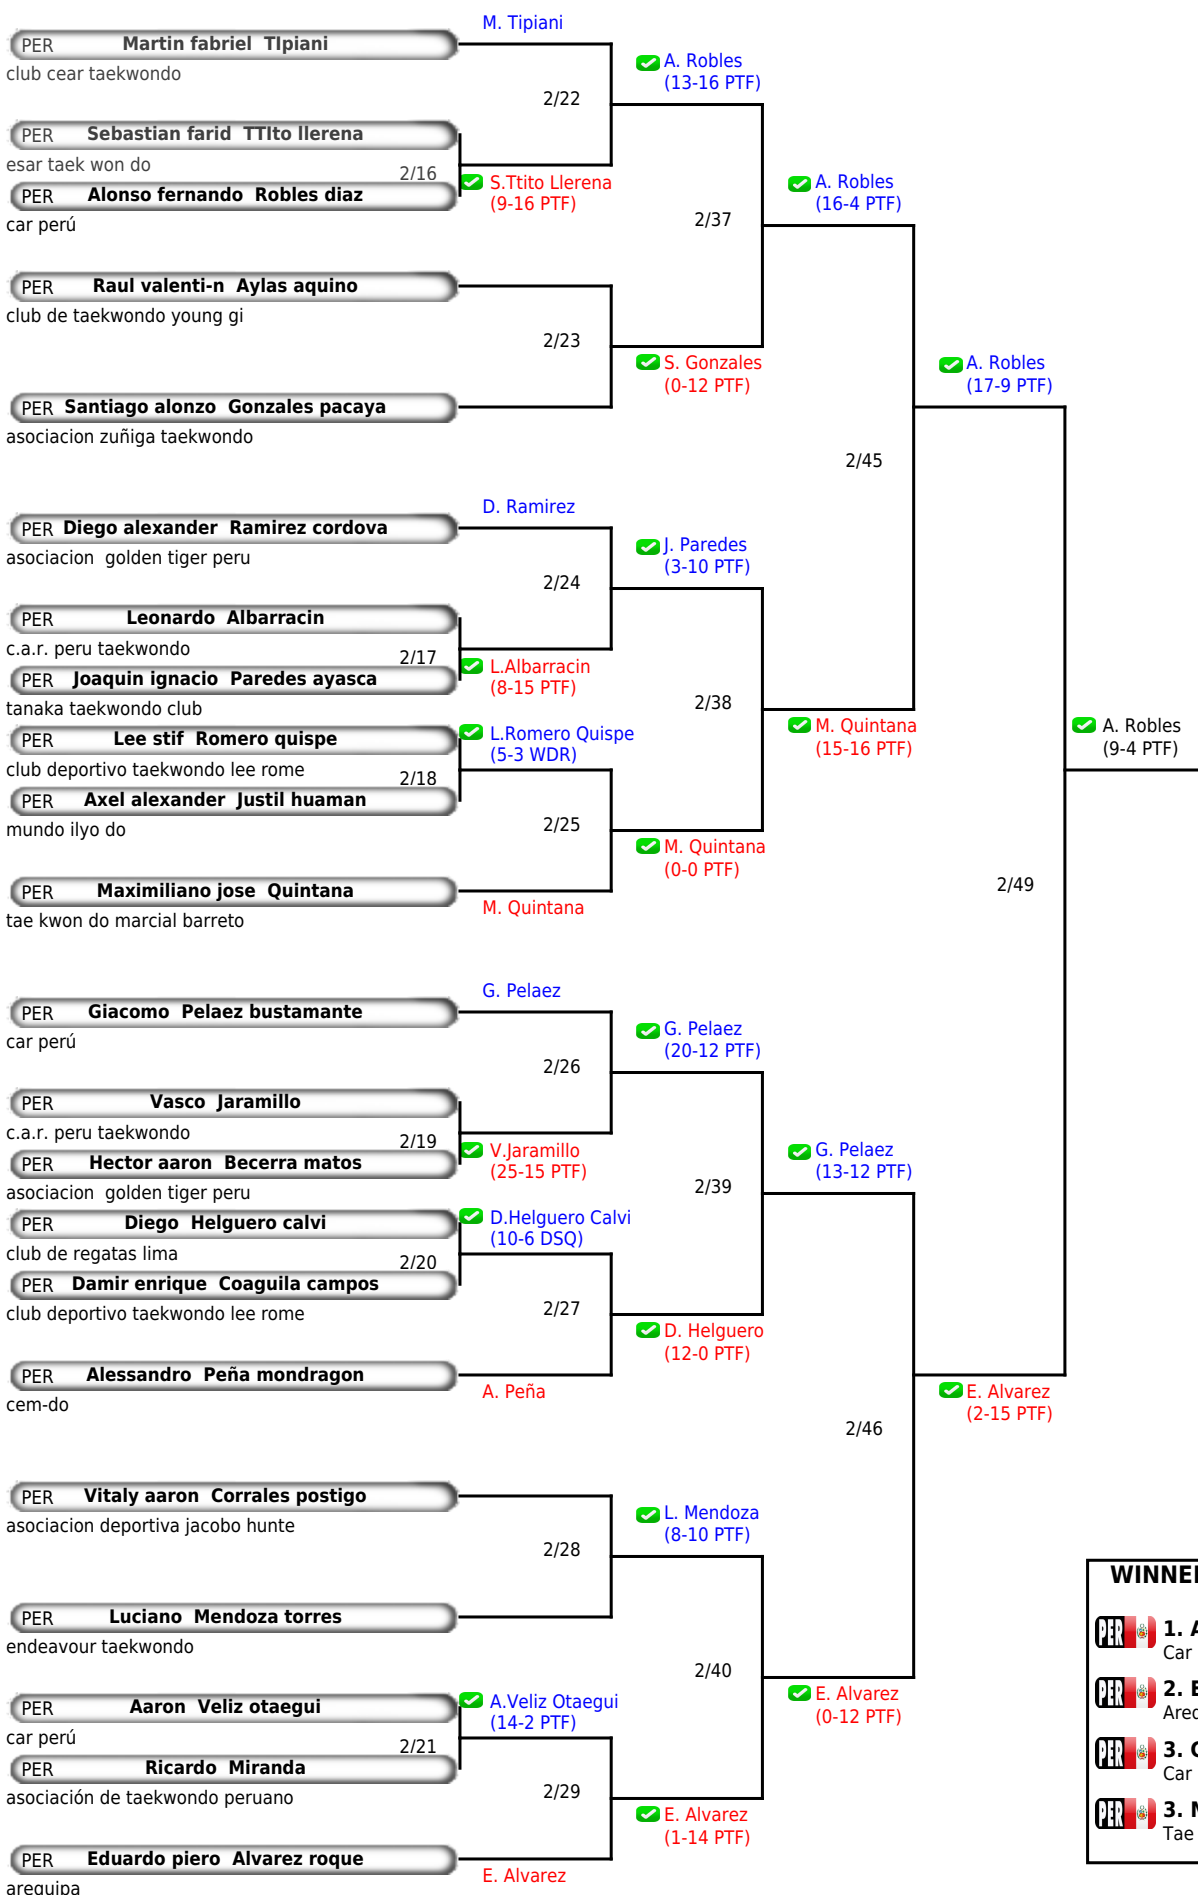 M. Tipiani
PER Martin fabriel TIpiani
club cear taekwondo
A. Robles
(13-16 PTF)
2/22
PER Sebastian farid TTIto llerena
esar taek won do
2/16
S.Ttito Llerena
(9-16 PTF)
PER Alonso fernando Robles diaz
car perú
A. Robles
(16-4 PTF)
2/37
PER Raul valenti-n Aylas aquino
club de taekwondo young gi
2/23
S. Gonzales
(0-12 PTF)
A. Robles
(17-9 PTF)
PER Santiago alonzo Gonzales pacaya
asociacion zuñiga taekwondo
2/45
D. Ramirez
PER Diego alexander Ramirez cordova
asociacion golden tiger peru
J. Paredes
(3-10 PTF)
2/24
PER Leonardo Albarracin
c.a.r. peru taekwondo
2/17
L.Albarracin
(8-15 PTF)
PER Joaquin ignacio Paredes ayasca
tanaka taekwondo club
2/38
M. Quintana
(15-16 PTF)
A. Robles
(9-4 PTF)
L.Romero Quispe
(5-3 WDR)
PER Lee stif Romero quispe
club deportivo taekwondo lee rome
2/18
PER Axel alexander Justil huaman
mundo ilyo do
2/25
M. Quintana
(0-0 PTF)
PER Maximiliano jose Quintana
tae kwon do marcial barreto
M. Quintana
2/49
G. Pelaez
PER Giacomo Pelaez bustamante
car perú
G. Pelaez
(20-12 PTF)
2/26
PER Vasco Jaramillo
c.a.r. peru taekwondo
2/19
V.Jaramillo
(25-15 PTF)
PER Hector aaron Becerra matos
asociacion golden tiger peru
G. Pelaez
(13-12 PTF)
2/39
D.Helguero Calvi
(10-6 DSQ)
PER Diego Helguero calvi
club de regatas lima
2/20
PER Damir enrique Coaguila campos
club deportivo taekwondo lee rome
2/27
D. Helguero
(12-0 PTF)
PER Alessandro Peña mondragon
cem-do
A. Peña
E. Alvarez
(2-15 PTF)
2/46
PER Vitaly aaron Corrales postigo
asociacion deportiva jacobo hunte
L. Mendoza
(8-10 PTF)
2/28
PER Luciano Mendoza torres
endeavour taekwondo
2/40
E. Alvarez
(0-12 PTF)
A.Veliz Otaegui
(14-2 PTF)
PER Aaron Veliz otaegui
car perú
2/21
PER Ricardo Miranda
asociación de taekwondo peruano
2/29
E. Alvarez
(1-14 PTF)
PER Eduardo piero Alvarez roque
arequipa
E. Alvarez
WINNE
PER 1. A
Car
PER 2. E
Areq
PER 3. G
Car
PER 3. M
Tae